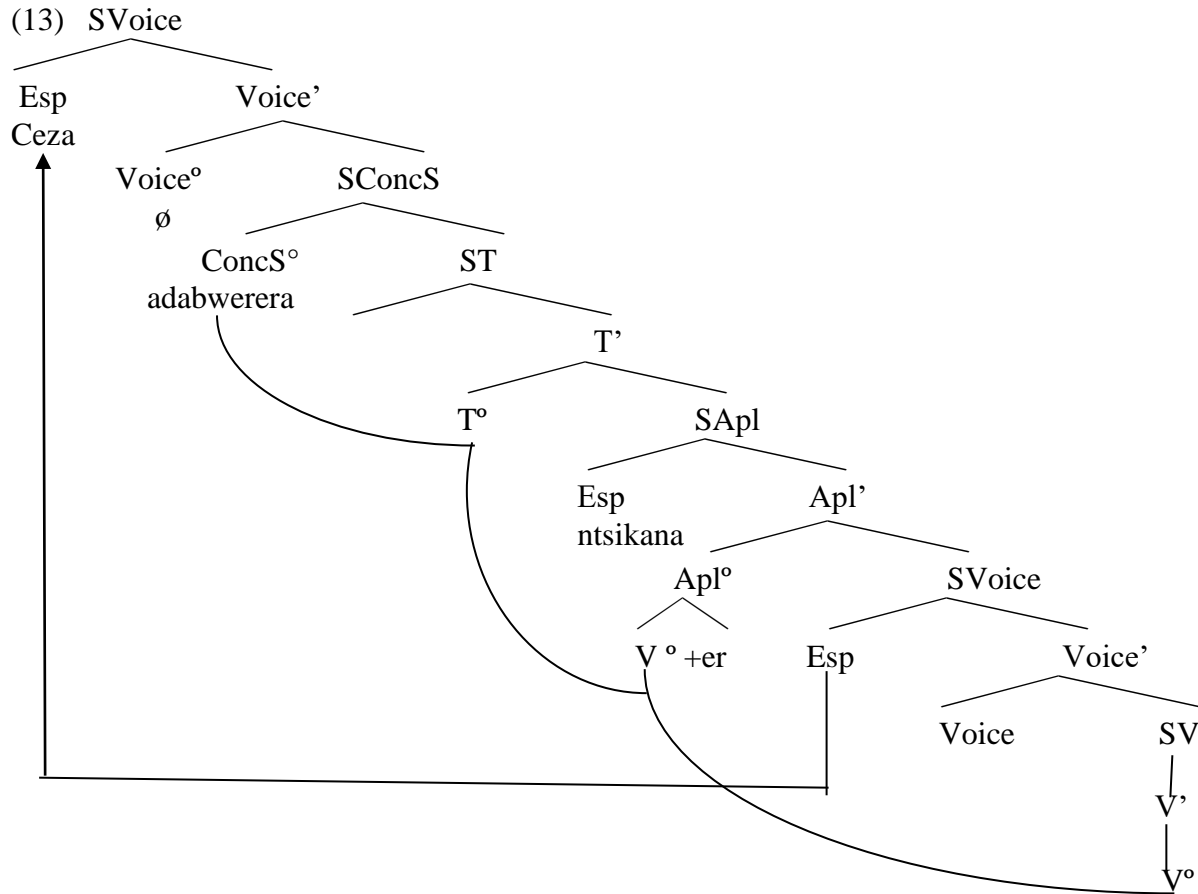 (13) SVoice
Esp Voice’
Ceza
Voiceº SConcS
ø
ConcS° ST
adabwerera
T’
Tº SApl
Esp Apl’
ntsikana
Aplº SVoice
V º +er Esp Voice’
Voice SV
V’
Vº